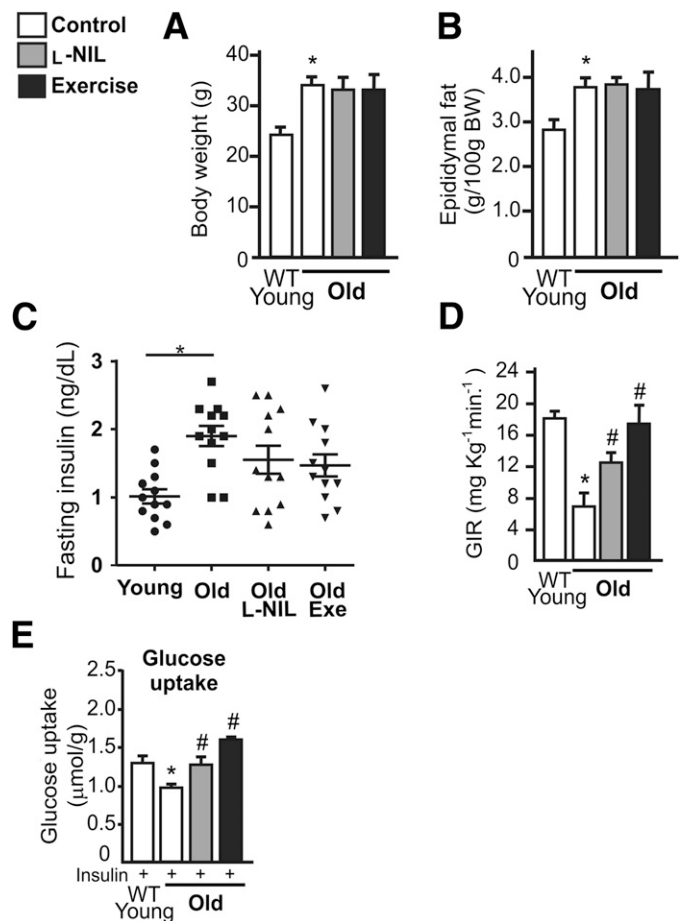 Control
L-NIL
Exercise
A
Body weight (g)
40
30
20
10
0
*
WT
Young
Old
B
Epididymal fat
(g/100g BW)
4.0
3.0
2.0
1.0
0
*
WT
Young
Old
C
Fasting insulin (ng/dL)
3
2
1
0
*
Young
Old
Old
L-NIL
Old
Exe
D
GIR (mg Kg-1min.-1 )
24
20
16
12
8
4
0
*
#
#
WT
Young
Old
E
Glucose
uptake
Glucose uptake
(μmol/g)
2.5
2.0
1.5
1.0
0.5
0
*
#
#
Insulin + + + +
WT
Young
Old